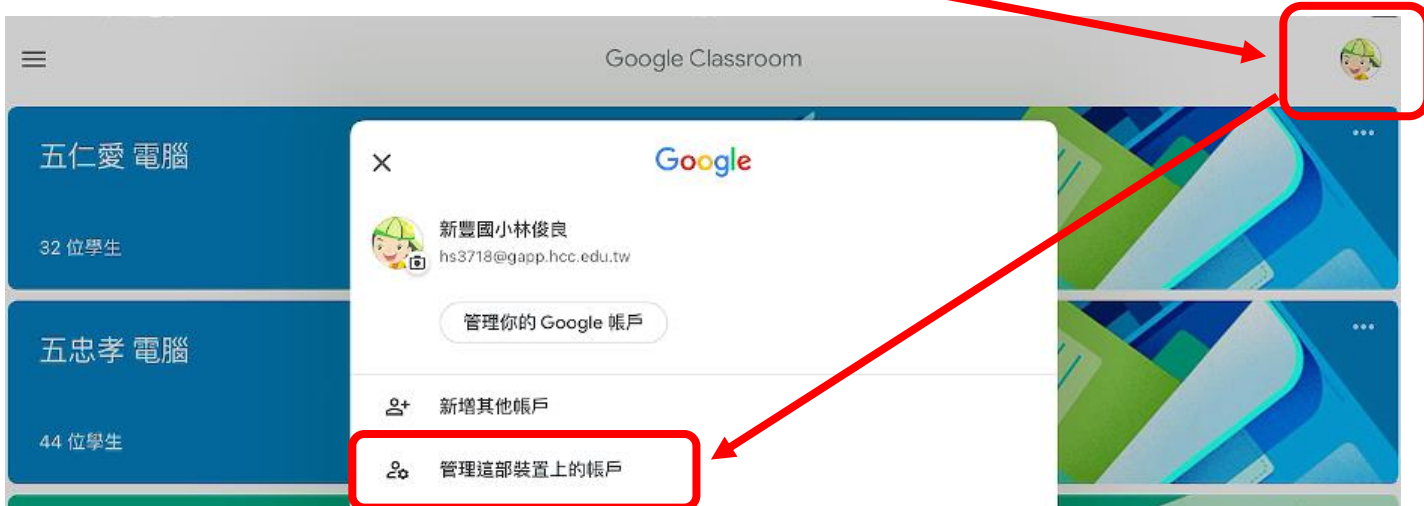 Google Classroom
五仁愛 電腦
32 位學生
Google
新豐國小林俊良
hs3718@gapp.hcc.edu.tw
管理你的 Google 帳戶
五忠孝 電腦
44 位學生
新增其他帳戶
管理這部裝置上的帳戶